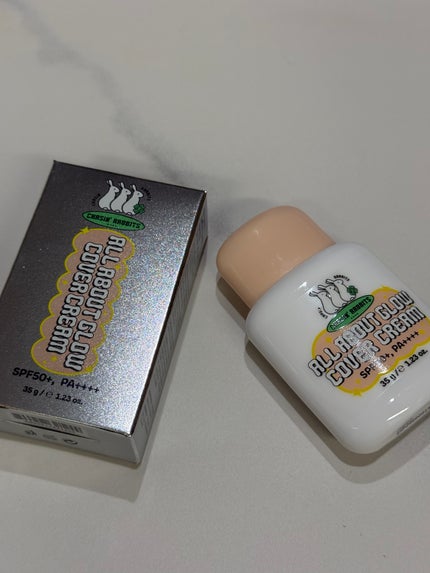 CHASIN' RABBITS
ALL ABOUT GLOW
COVER CREAM
SPF50+, PA++++
35 g / ℮ 1.23 oz.
CHASIN' RABBITS
ALL ABOUT GLOW
COVER CREAM
SPF50+, PA++++
35 g / ℮ 1.23 oz.